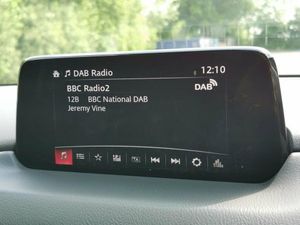 DAB Radio 12:10
BBC Radio2 DAB
12B BBC National DAB
Jeremy Vine